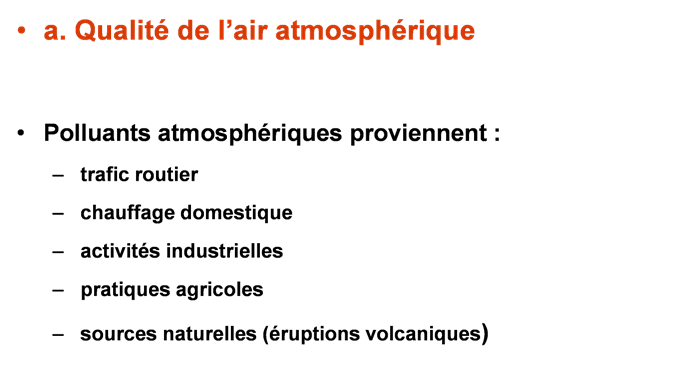 • a. Qualité de l’air atmosphérique
• Polluants atmosphériques proviennent :
– trafic routier
– chauffage domestique
– activités industrielles
– pratiques agricoles
– sources naturelles (éruptions volcaniques)